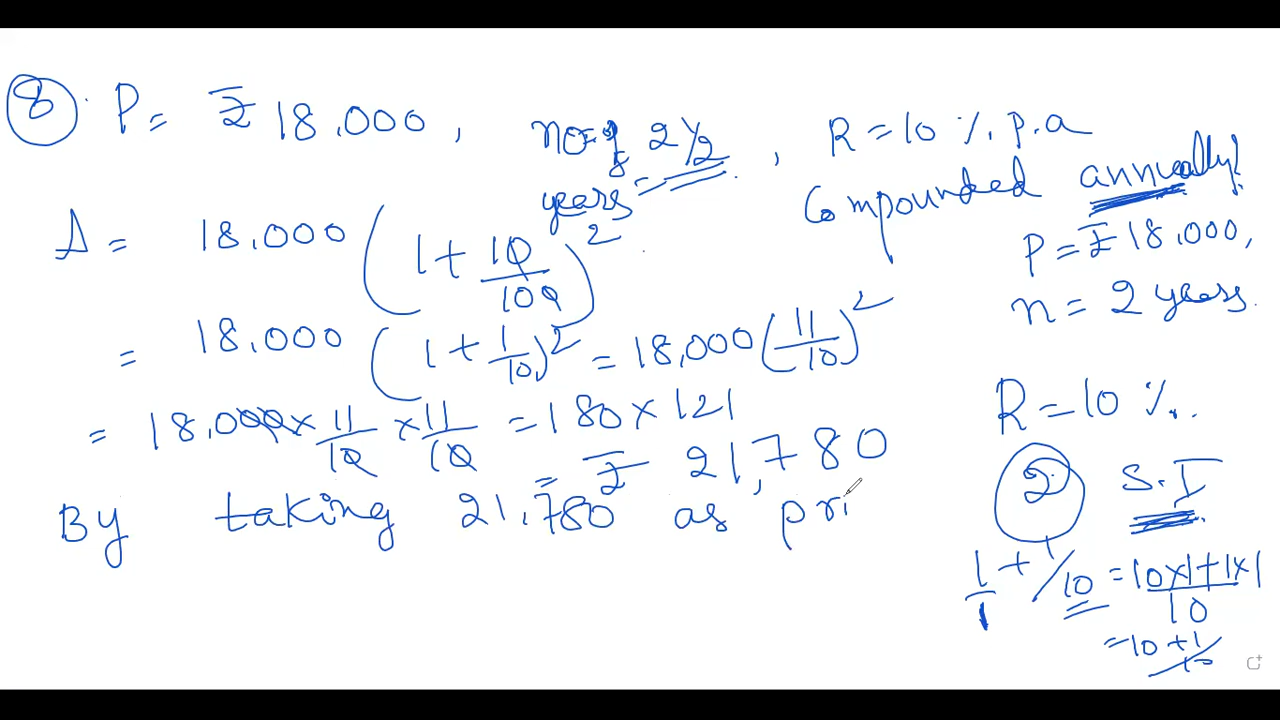 8. P = ₹ 18,000, no. of years = 2 1/2, R = 10 % p.a
Compounded annually.
A = 18,000 (1 + 10/100)²
P = ₹ 18,000,
n = 2 years.
= 18,000 (1 + 1/10)² = 18,000 (11/10)²
R = 10 %.
= 18,000 × 11/10 × 11/10 = 180 × 121
= ₹ 21,780
2 S.I
By taking 21,780 as pri
1/1 + 1/10 = 10×1+1×1/10
= 10+1/10